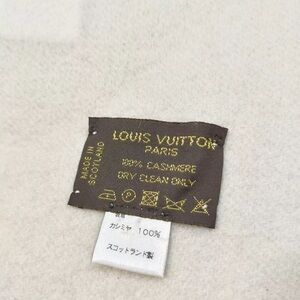 LOUIS VUITTON
PARIS
100% CASHMERE
DRY CLEAN ONLY
MADE IN
SCOTLAND
カシミヤ 100%
スコットランド製